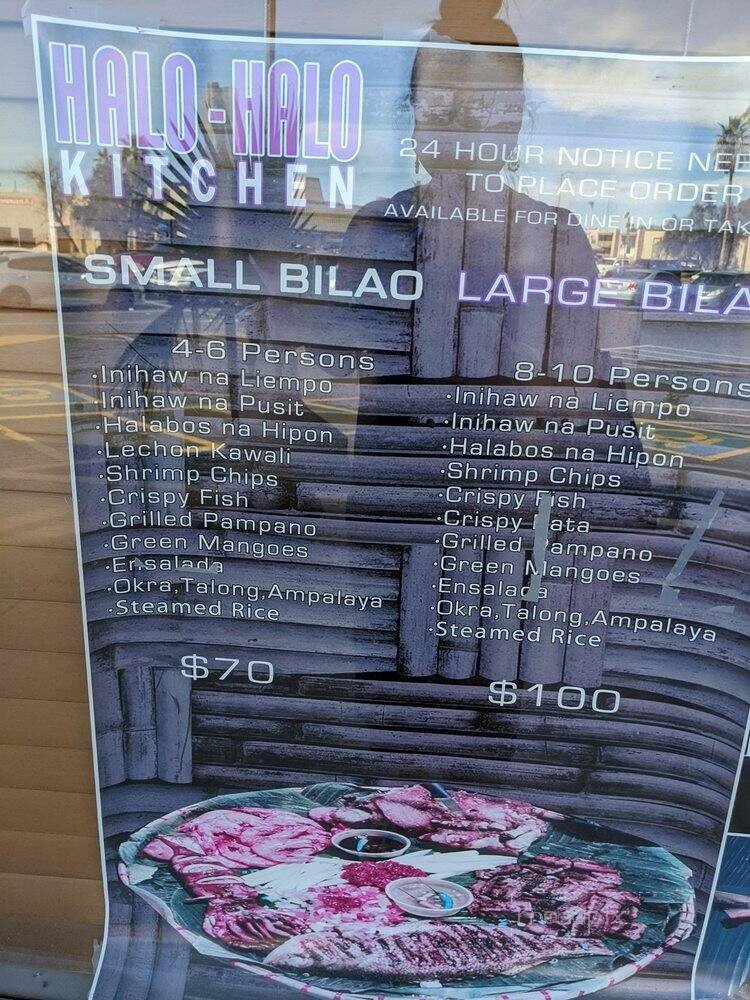 HALO-HALO
KITCHEN
24 HOUR NOTICE NEE
TO PLACE ORDER
AVAILABLE FOR DINE IN OR TAK
SMALL BILAO
4-6 Persons
·Inihaw na Liempo
·Inihaw na Pusit
·Halabos na Hipon
·Lechon Kawali
·Shrimp Chips
·Crispy Fish
·Grilled Pampano
·Green Mangoes
·Ensalada
·Okra,Talong,Ampalaya
·Steamed Rice
$70
LARGE BILA
8-10 Persons
·Inihaw na Liempo
·Inihaw na Pusit
·Halabos na Hipon
·Shrimp Chips
·Crispy Fish
·Crispy Pata
·Grilled Pampano
·Green Mangoes
·Ensalada
·Okra,Talong,Ampalaya
·Steamed Rice
$100